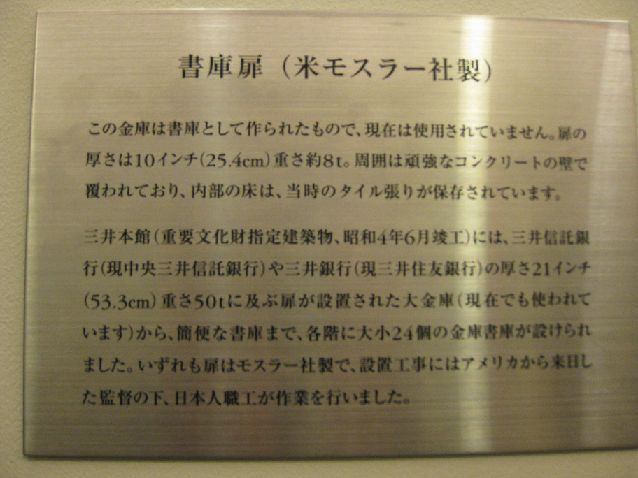 書庫扉（米モスラー社製）
この金庫は書庫として作られたもので、現在は使用されていません。扉の
厚さは10インチ(25.4cm)重さ約8t。周囲は頑強なコンクリートの壁で
覆われており、内部の床は、当時のタイル張りが保存されています。
三井本館(重要文化財指定建築物、昭和4年6月竣工)には、三井信託銀
行(現中央三井信託銀行)や三井銀行(現三井住友銀行)の厚さ21インチ
(53.3cm)重さ50tに及ぶ扉が設置された大金庫(現在でも使われて
います)から、簡便な書庫まで、各階に大小24個の金庫書庫が設けられ
ました。いずれも扉はモスラー社製で、設置工事にはアメリカから来日し
た監督の下、日本人職工が作業を行いました。